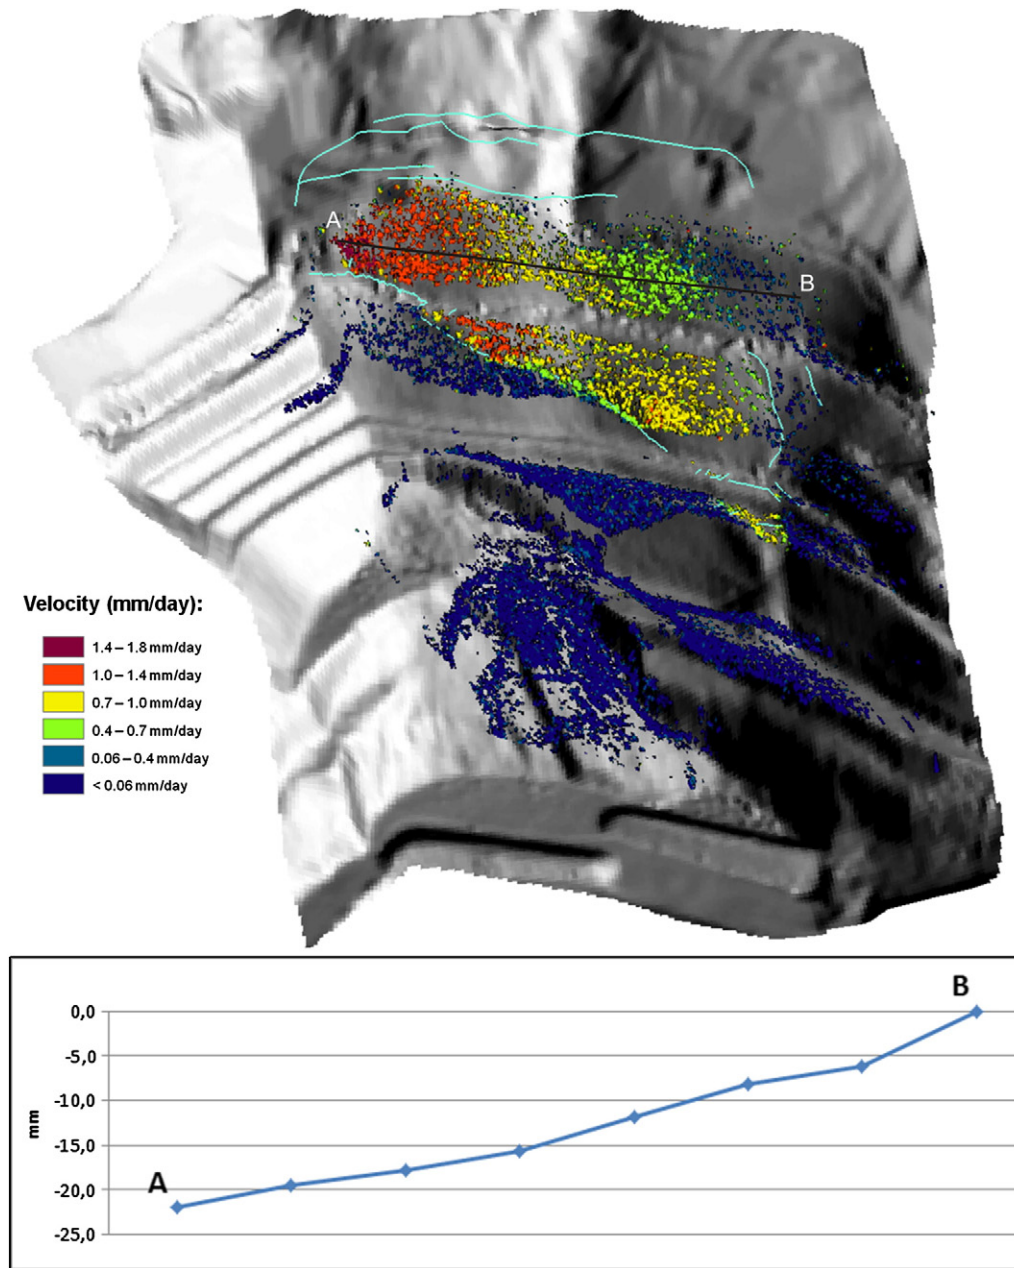 A
B
Velocity (mm/day):
1.4 – 1.8 mm/day
1.0 – 1.4 mm/day
0.7 – 1.0 mm/day
0.4 – 0.7 mm/day
0.06 – 0.4 mm/day
< 0.06 mm/day
B
0,0
-5,0
-10,0
mm
-15,0
A
-20,0
-25,0